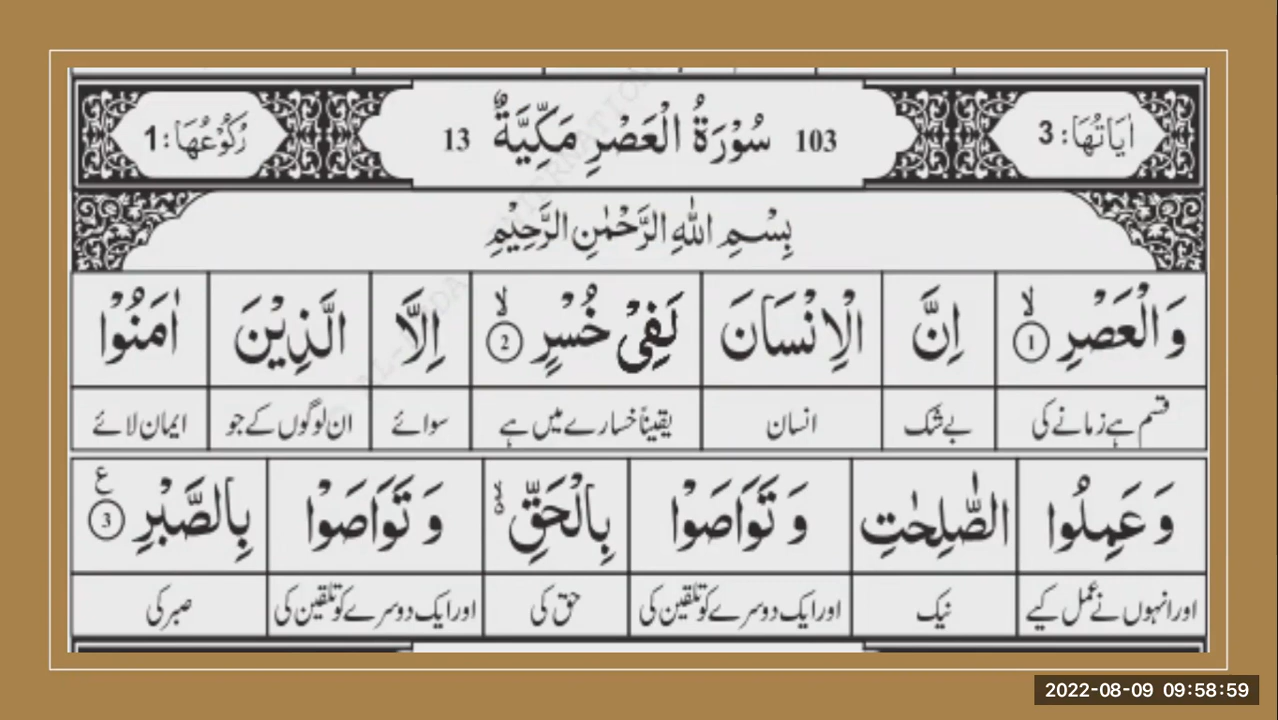 اٰيَاتُهَا: 3 103 سُوْرَةُ الْعَصْرِ مَكِّيَّةٌ 13 رُكُوْعُهَا: 1
بِسْمِ اللّٰهِ الرَّحْمٰنِ الرَّحِيْمِ
وَ الْعَصْرِ ۙ 1 اِنَّ الْاِنْسَانَ لَفِيْ خُسْرٍ ۙ 2 اِلَّا الَّذِيْنَ اٰمَنُوْا
قسم ہے زمانے کی بے شک انسان یقیناً خسارے میں ہے سوائے ان لوگوں کے جو ایمان لائے
وَ عَمِلُوا الصّٰلِحٰتِ وَ تَوَاصَوْا بِالْحَقِّ ۙ۬ وَ تَوَاصَوْا بِالصَّبْرِ ع 3
اور انہوں نے عمل کیے نیک اور ایک دوسرے کو تلقین کی حق کی اور ایک دوسرے کو تلقین کی صبر کی
2022-08-09 09:58:59